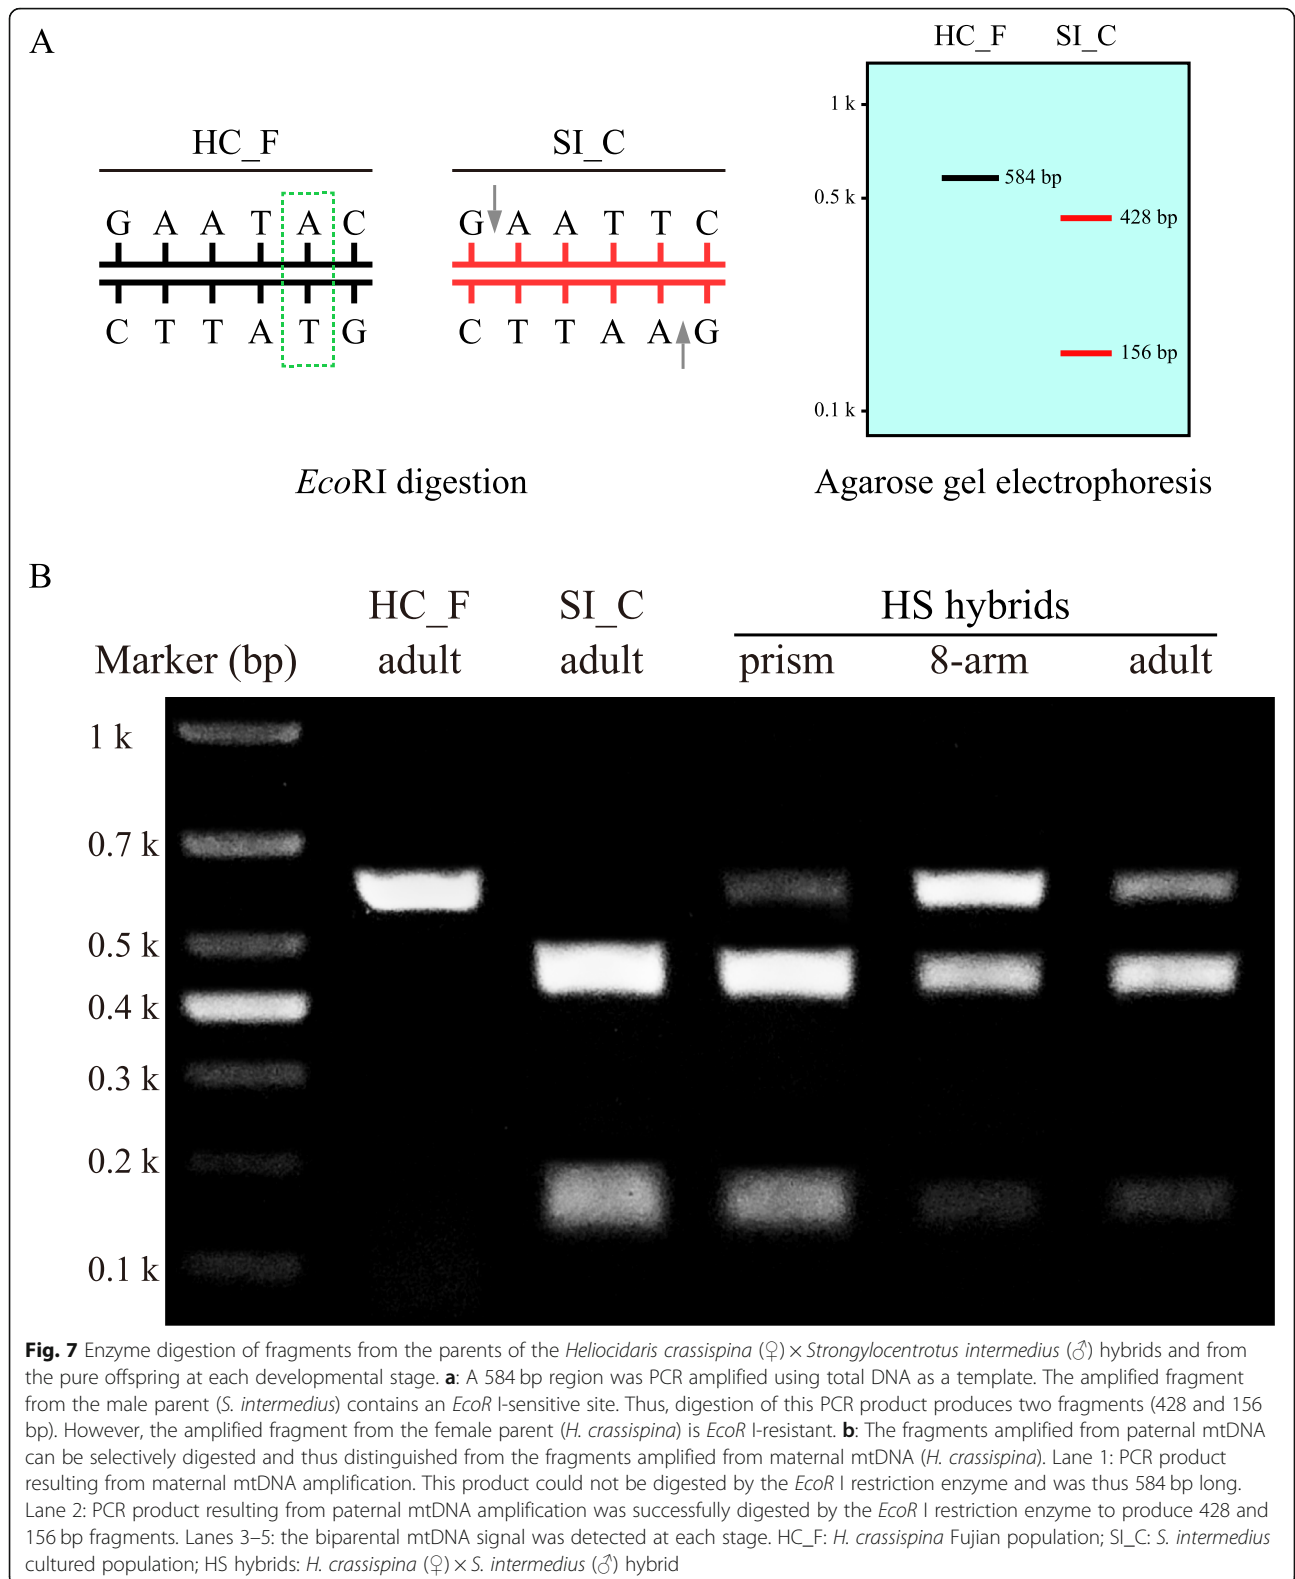 A
HC_F
SI_C
HC_F SI_C
G A A T A C
C T T A T G
G A A T T C
C T T A A G
1 k
0.5 k
0.1 k
584 bp
428 bp
156 bp
EcoRI digestion
Agarose gel electrophoresis
B
HC_F SI_C HS hybrids
Marker (bp) adult adult prism 8-arm adult
1 k
0.7 k
0.5 k
0.4 k
0.3 k
0.2 k
0.1 k
Fig. 7 Enzyme digestion of fragments from the parents of the Heliocidaris crassispina (♀) × Strongylocentrotus intermedius (♂) hybrids and from
the pure offspring at each developmental stage. a: A 584 bp region was PCR amplified using total DNA as a template. The amplified fragment
from the male parent (S. intermedius) contains an EcoR I-sensitive site. Thus, digestion of this PCR product produces two fragments (428 and 156
bp). However, the amplified fragment from the female parent (H. crassispina) is EcoR I-resistant. b: The fragments amplified from paternal mtDNA
can be selectively digested and thus distinguished from the fragments amplified from maternal mtDNA (H. crassispina). Lane 1: PCR product
resulting from maternal mtDNA amplification. This product could not be digested by the EcoR I restriction enzyme and was thus 584 bp long.
Lane 2: PCR product resulting from paternal mtDNA amplification was successfully digested by the EcoR I restriction enzyme to produce 428 and
156 bp fragments. Lanes 3–5: the biparental mtDNA signal was detected at each stage. HC_F: H. crassispina Fujian population; SI_C: S. intermedius
cultured population; HS hybrids: H. crassispina (♀) × S. intermedius (♂) hybrid